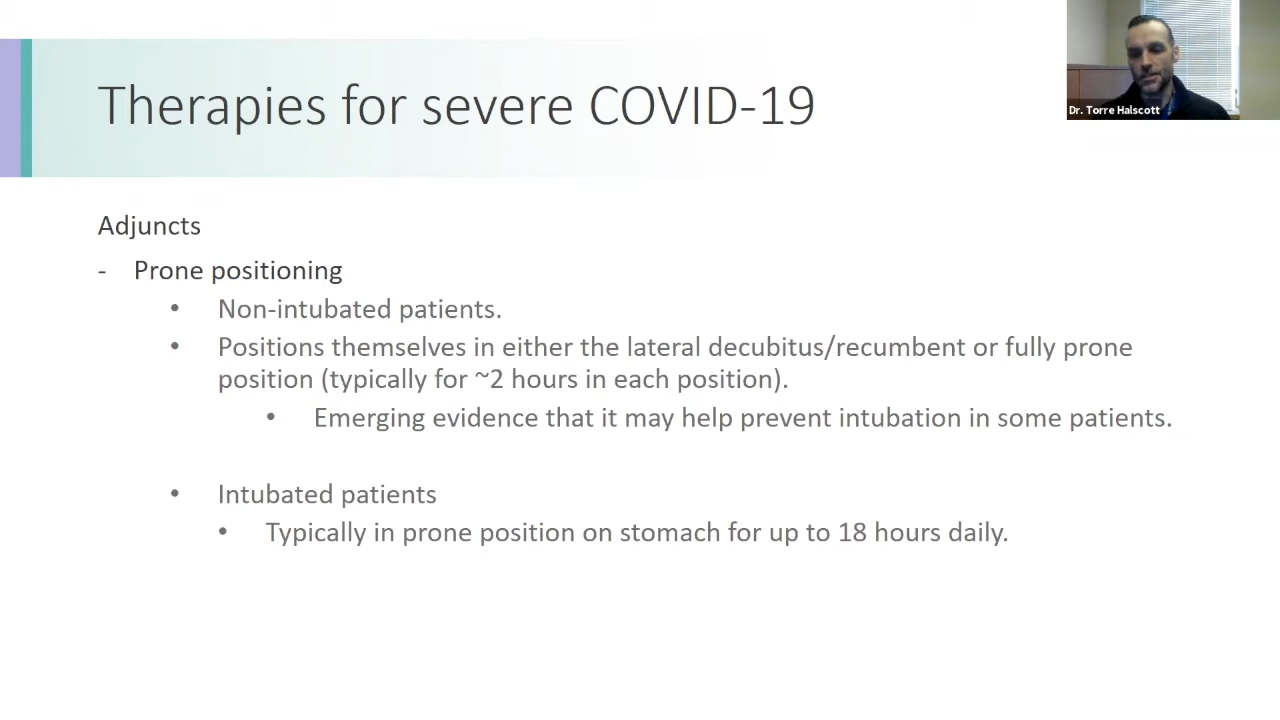 Therapies for severe COVID-19
Dr. Torre Halscott
Adjuncts
- Prone positioning
• Non-intubated patients.
• Positions themselves in either the lateral decubitus/recumbent or fully prone
position (typically for ~2 hours in each position).
• Emerging evidence that it may help prevent intubation in some patients.
• Intubated patients
• Typically in prone position on stomach for up to 18 hours daily.